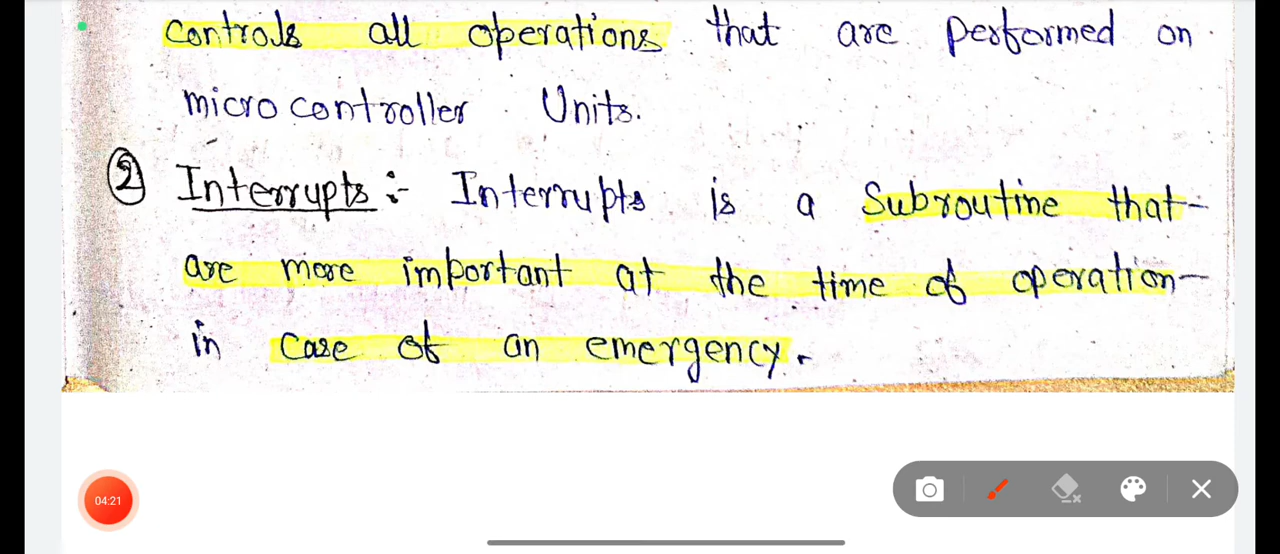 controls all operations that are performed on
micro controller Units.
② Interrupts :- Interrupts is a Subroutine that-
are more important at the time of operation-
in case of an emergency.
04:21